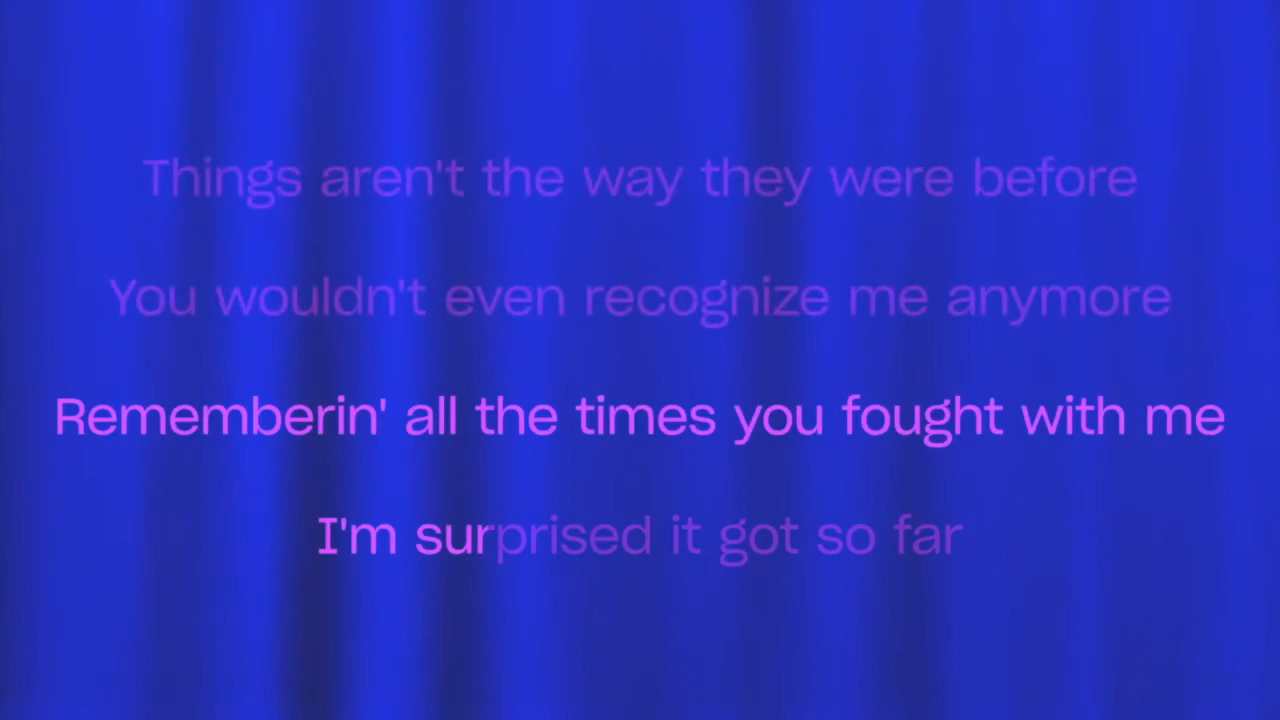 Things aren't the way they were before
You wouldn't even recognize me anymore
Rememberin' all the times you fought with me
I'm surprised it got so far